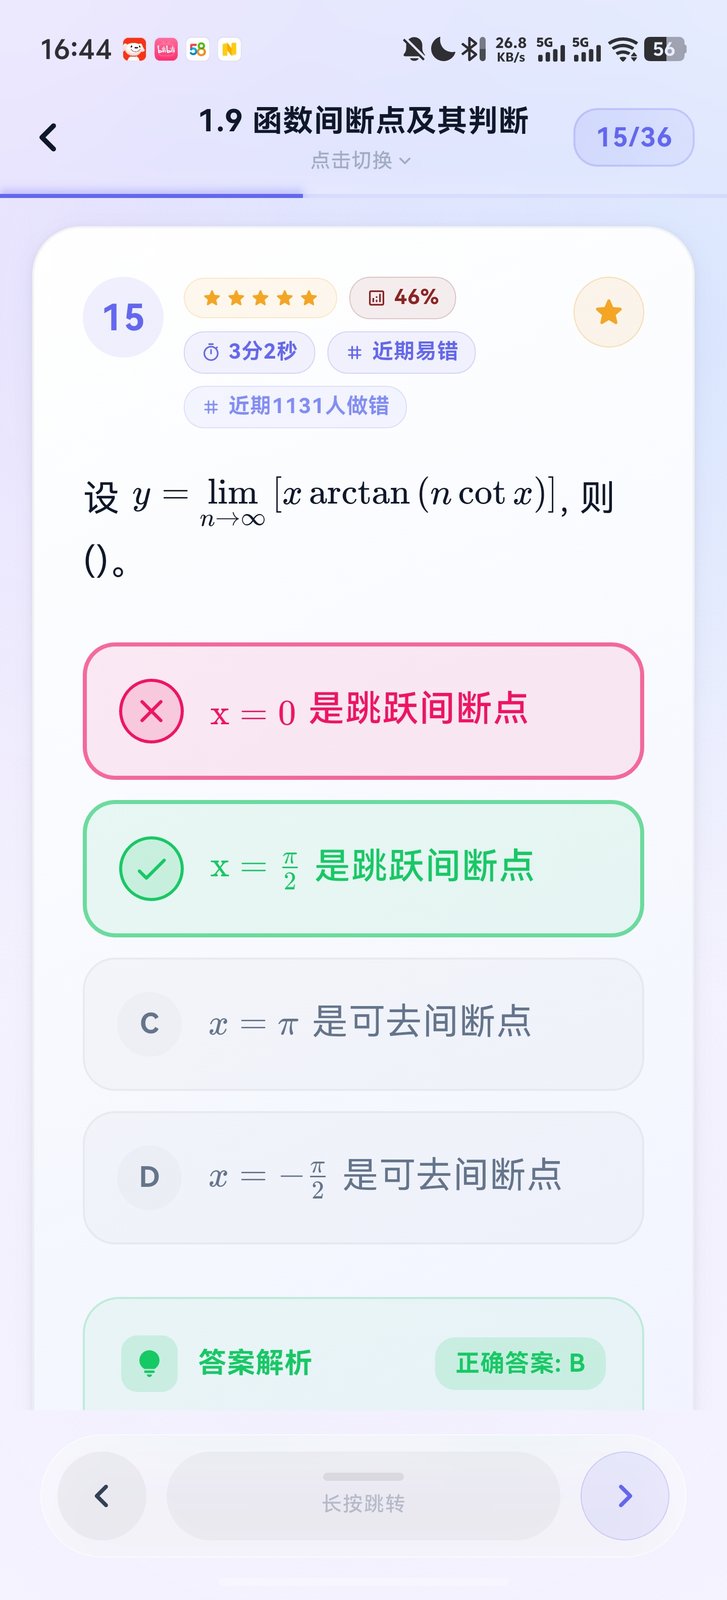 16:44 bilibili 58 N 26.8 KB/s 5G 5G 56
1.9 函数间断点及其判断
点击切换
15/36
15
46%
3分2秒 # 近期易错
# 近期1131人做错
设 y = lim n→∞ [x arctan (n cot x)], 则
()。
x = 0 是跳跃间断点
x = π/2 是跳跃间断点
C x = π 是可去间断点
D x = −π/2 是可去间断点
答案解析 正确答案: B
长按跳转